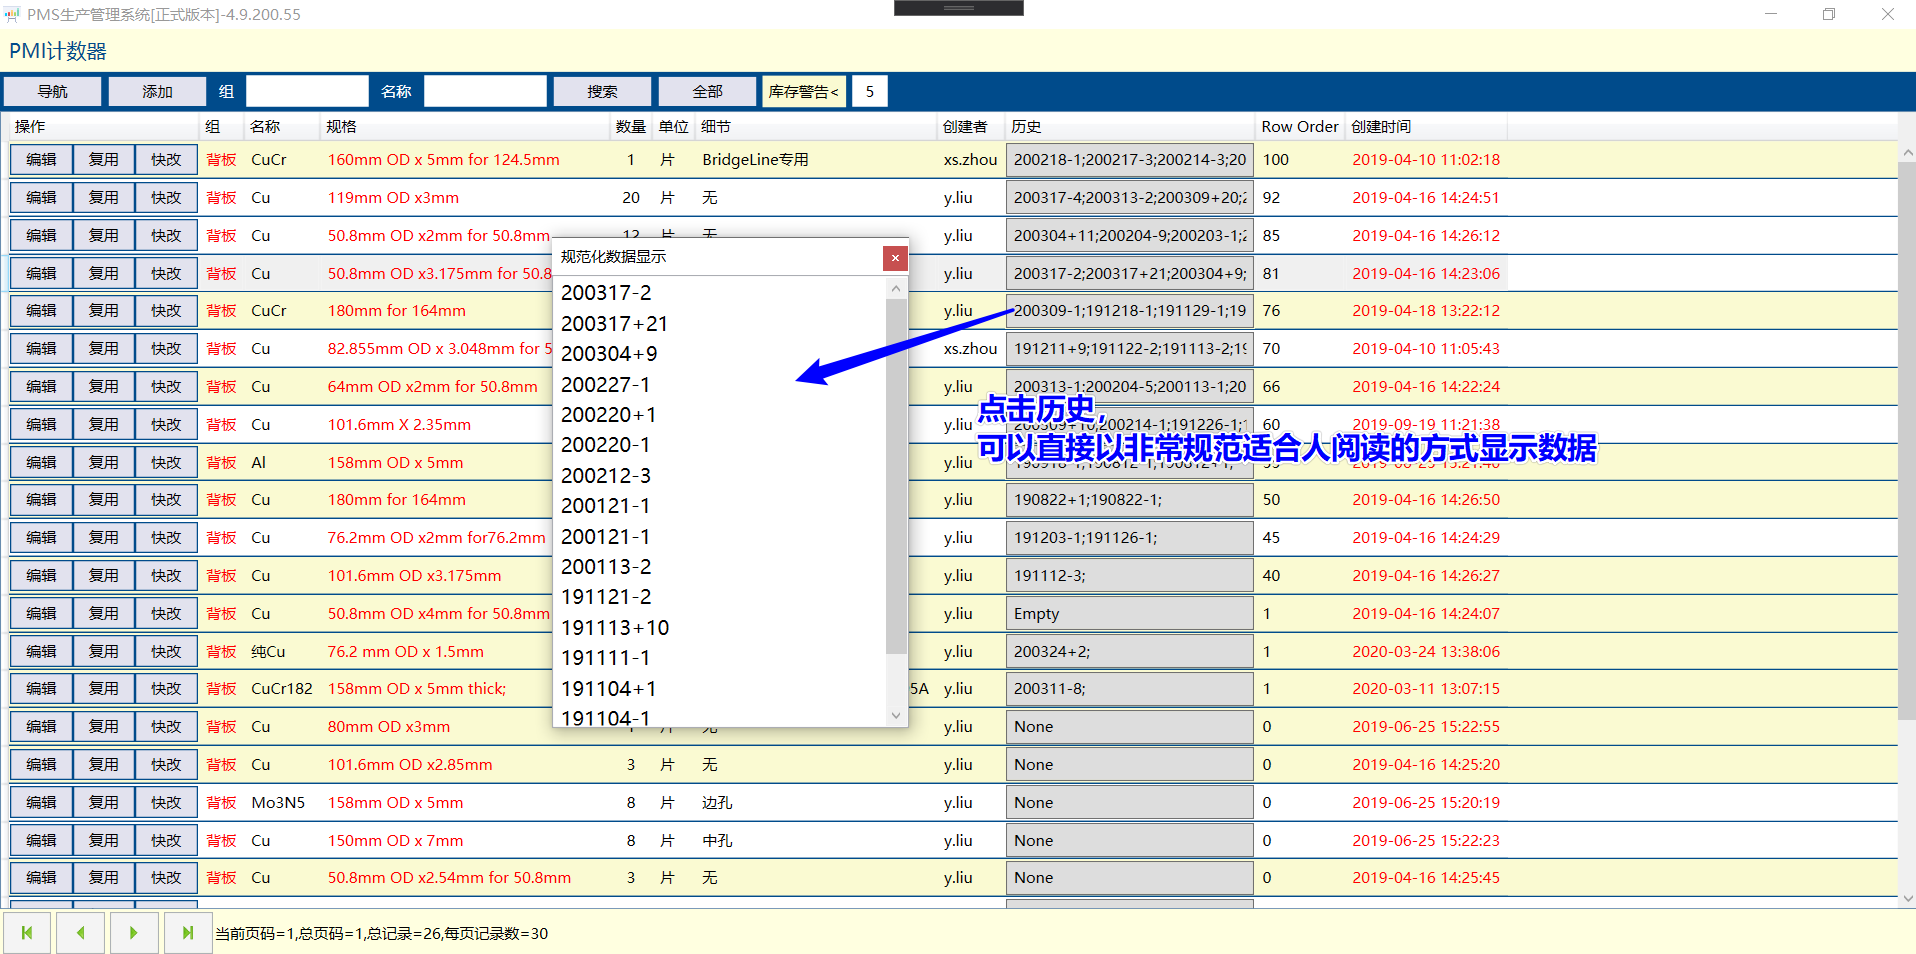 PMS生产管理系统[正式版本]-4.9.200.55
PMI计数器
导航 添加 组 名称 搜索 全部 库存警告< 5
操作 组 名称 规格 数量 单位 细节 创建者 历史 Row Order 创建时间
编辑 复用 快改 背板 CuCr 160mm OD x 5mm for 124.5mm 1 片 BridgeLine专用 xs.zhou 200218-1;200217-3;200214-3;20 100 2019-04-10 11:02:18
编辑 复用 快改 背板 Cu 119mm OD x3mm 20 片 无 y.liu 200317-4;200313-2;200309+20;2 92 2019-04-16 14:24:51
编辑 复用 快改 背板 Cu 50.8mm OD x2mm for 50.8mm 12 片 无 y.liu 200304+11;200204-9;200203-1;2 85 2019-04-16 14:26:12
编辑 复用 快改 背板 Cu 50.8mm OD x3.175mm for 50.8 y.liu 200317-2;200317+21;200304+9; 81 2019-04-16 14:23:06
编辑 复用 快改 背板 CuCr 180mm for 164mm y.liu 200309-1;191218-1;191129-1;19 76 2019-04-18 13:22:12
编辑 复用 快改 背板 Cu 82.855mm OD x 3.048mm for 5 xs.zhou 191211+9;191122-2;191113-2;19 70 2019-04-10 11:05:43
编辑 复用 快改 背板 Cu 64mm OD x2mm for 50.8mm y.liu 200313-1;200204-5;200113-1;20 66 2019-04-16 14:22:24
编辑 复用 快改 背板 Cu 101.6mm X 2.35mm y.liu 200309+10;200214-1;191226-1;1 60 2019-09-19 11:21:38
编辑 复用 快改 背板 Al 158mm OD x 5mm y.liu
编辑 复用 快改 背板 Cu 180mm for 164mm y.liu 190822+1;190822-1; 50 2019-04-16 14:26:50
编辑 复用 快改 背板 Cu 76.2mm OD x2mm for76.2mm y.liu 191203-1;191126-1; 45 2019-04-16 14:24:29
编辑 复用 快改 背板 Cu 101.6mm OD x3.175mm y.liu 191112-3; 40 2019-04-16 14:26:27
编辑 复用 快改 背板 Cu 50.8mm OD x4mm for 50.8mm y.liu Empty 1 2019-04-16 14:24:07
编辑 复用 快改 背板 纯Cu 76.2 mm OD x 1.5mm y.liu 200324+2; 1 2020-03-24 13:38:06
编辑 复用 快改 背板 CuCr182 158mm OD x 5mm thick; 5A y.liu 200311-8; 1 2020-03-11 13:07:15
编辑 复用 快改 背板 Cu 80mm OD x3mm 片 无 y.liu None 0 2019-06-25 15:22:55
编辑 复用 快改 背板 Cu 101.6mm OD x2.85mm 3 片 无 y.liu None 0 2019-04-16 14:25:20
编辑 复用 快改 背板 Mo3N5 158mm OD x 5mm 8 片 边孔 y.liu None 0 2019-06-25 15:20:19
编辑 复用 快改 背板 Cu 150mm OD x 7mm 8 片 中孔 y.liu None 0 2019-06-25 15:22:23
编辑 复用 快改 背板 Cu 50.8mm OD x2.54mm for 50.8mm 3 片 无 y.liu None 0 2019-04-16 14:25:45
规范化数据显示
200317-2
200317+21
200304+9
200227-1
200220+1
200220-1
200212-3
200121-1
200121-1
200113-2
191121-2
191113+10
191111-1
191104+1
191104-1
点击历史,
可以直接以非常规范适合人阅读的方式显示数据
当前页码=1,总页码=1,总记录=26,每页记录数=30